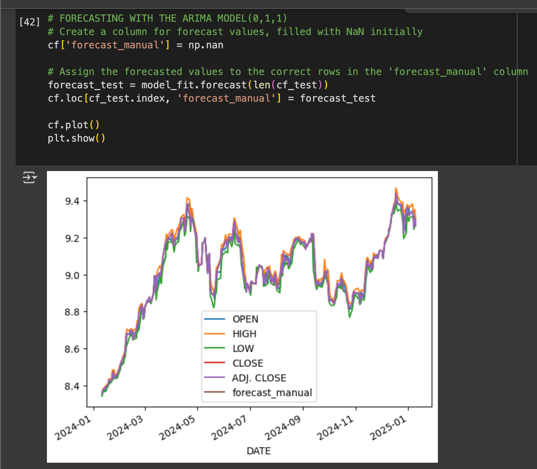 [42]
# FORECASTING WITH THE ARIMA MODEL(0,1,1)
# Create a column for forecast values, filled with NaN initially
cf['forecast_manual'] = np.nan
# Assign the forecasted values to the correct rows in the 'forecast_manual' column
forecast_test = model_fit.forecast(len(cf_test))
cf.loc[cf_test.index, 'forecast_manual'] = forecast_test
cf.plot()
plt.show()
9.4
9.2
9.0
8.8
8.6
8.4
OPEN
HIGH
LOW
CLOSE
ADJ. CLOSE
forecast_manual
2024-01
2024-03
2024-05
2024-07
2024-09
2024-11
2025-01
DATE